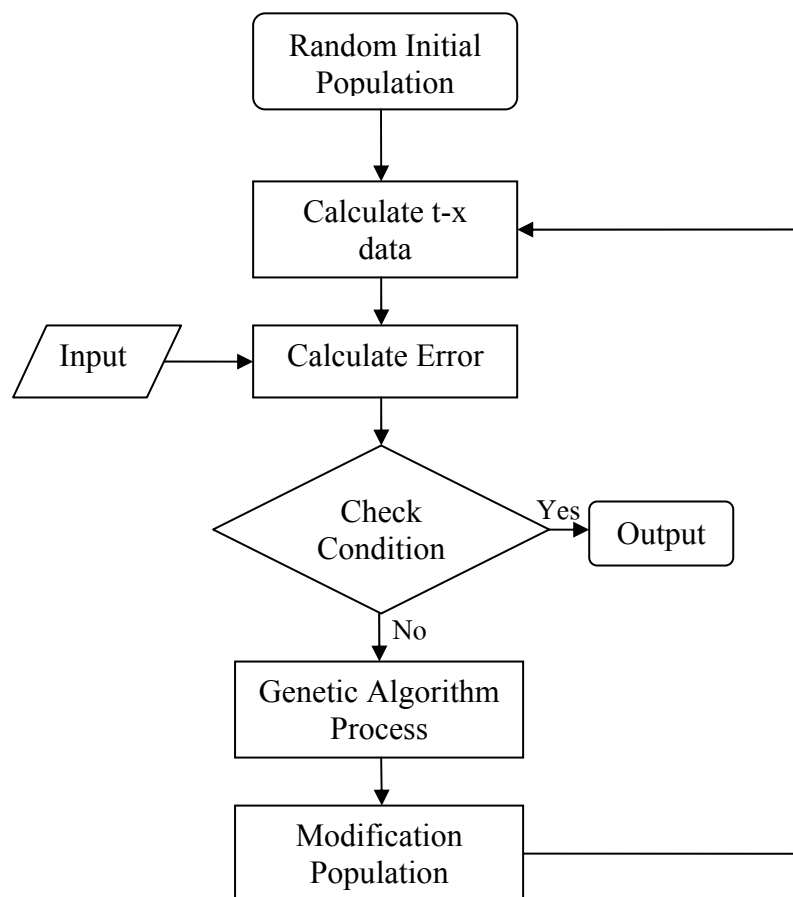 Random Initial
Population
Calculate t-x
data
Input
Calculate Error
Check
Condition
Yes
Output
No
Genetic Algorithm
Process
Modification
Population